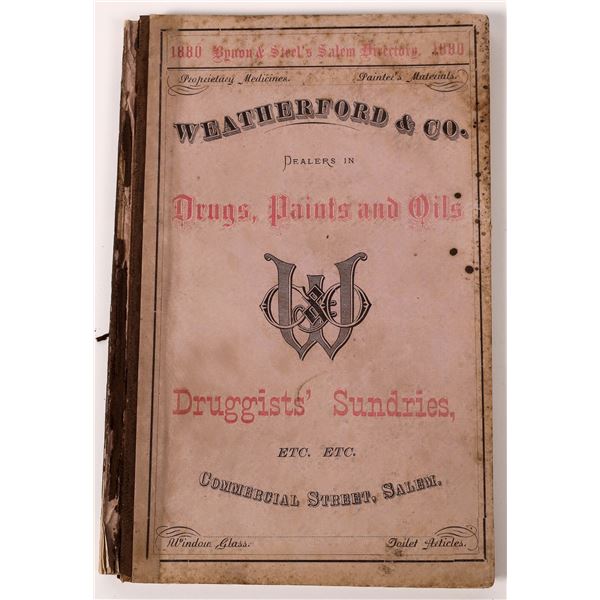 1880 Bynon & Steel's Salem Directory. 1880
Proprietary Medicines. Painter's Materials.
WEATHERFORD & CO.
DEALERS IN
Drugs, Paints and Oils
W & CO
Druggists' Sundries,
ETC. ETC.
COMMERCIAL STREET, SALEM.
Window Glass. Toilet Articles.